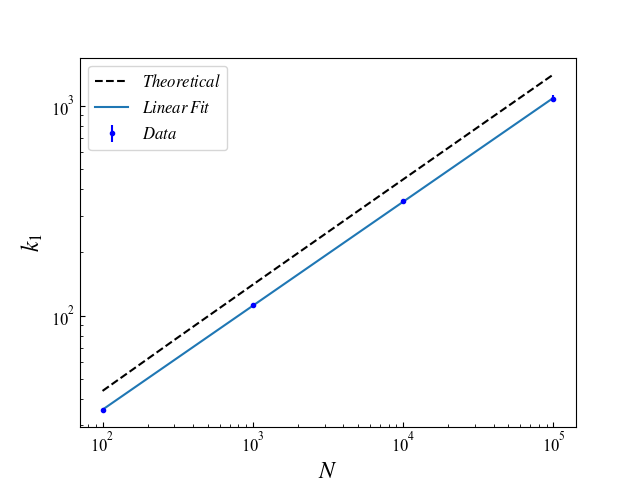 Theoretical
Linear Fit
Data
10³
10²
k₁
10² 10³ 10⁴ 10⁵
N